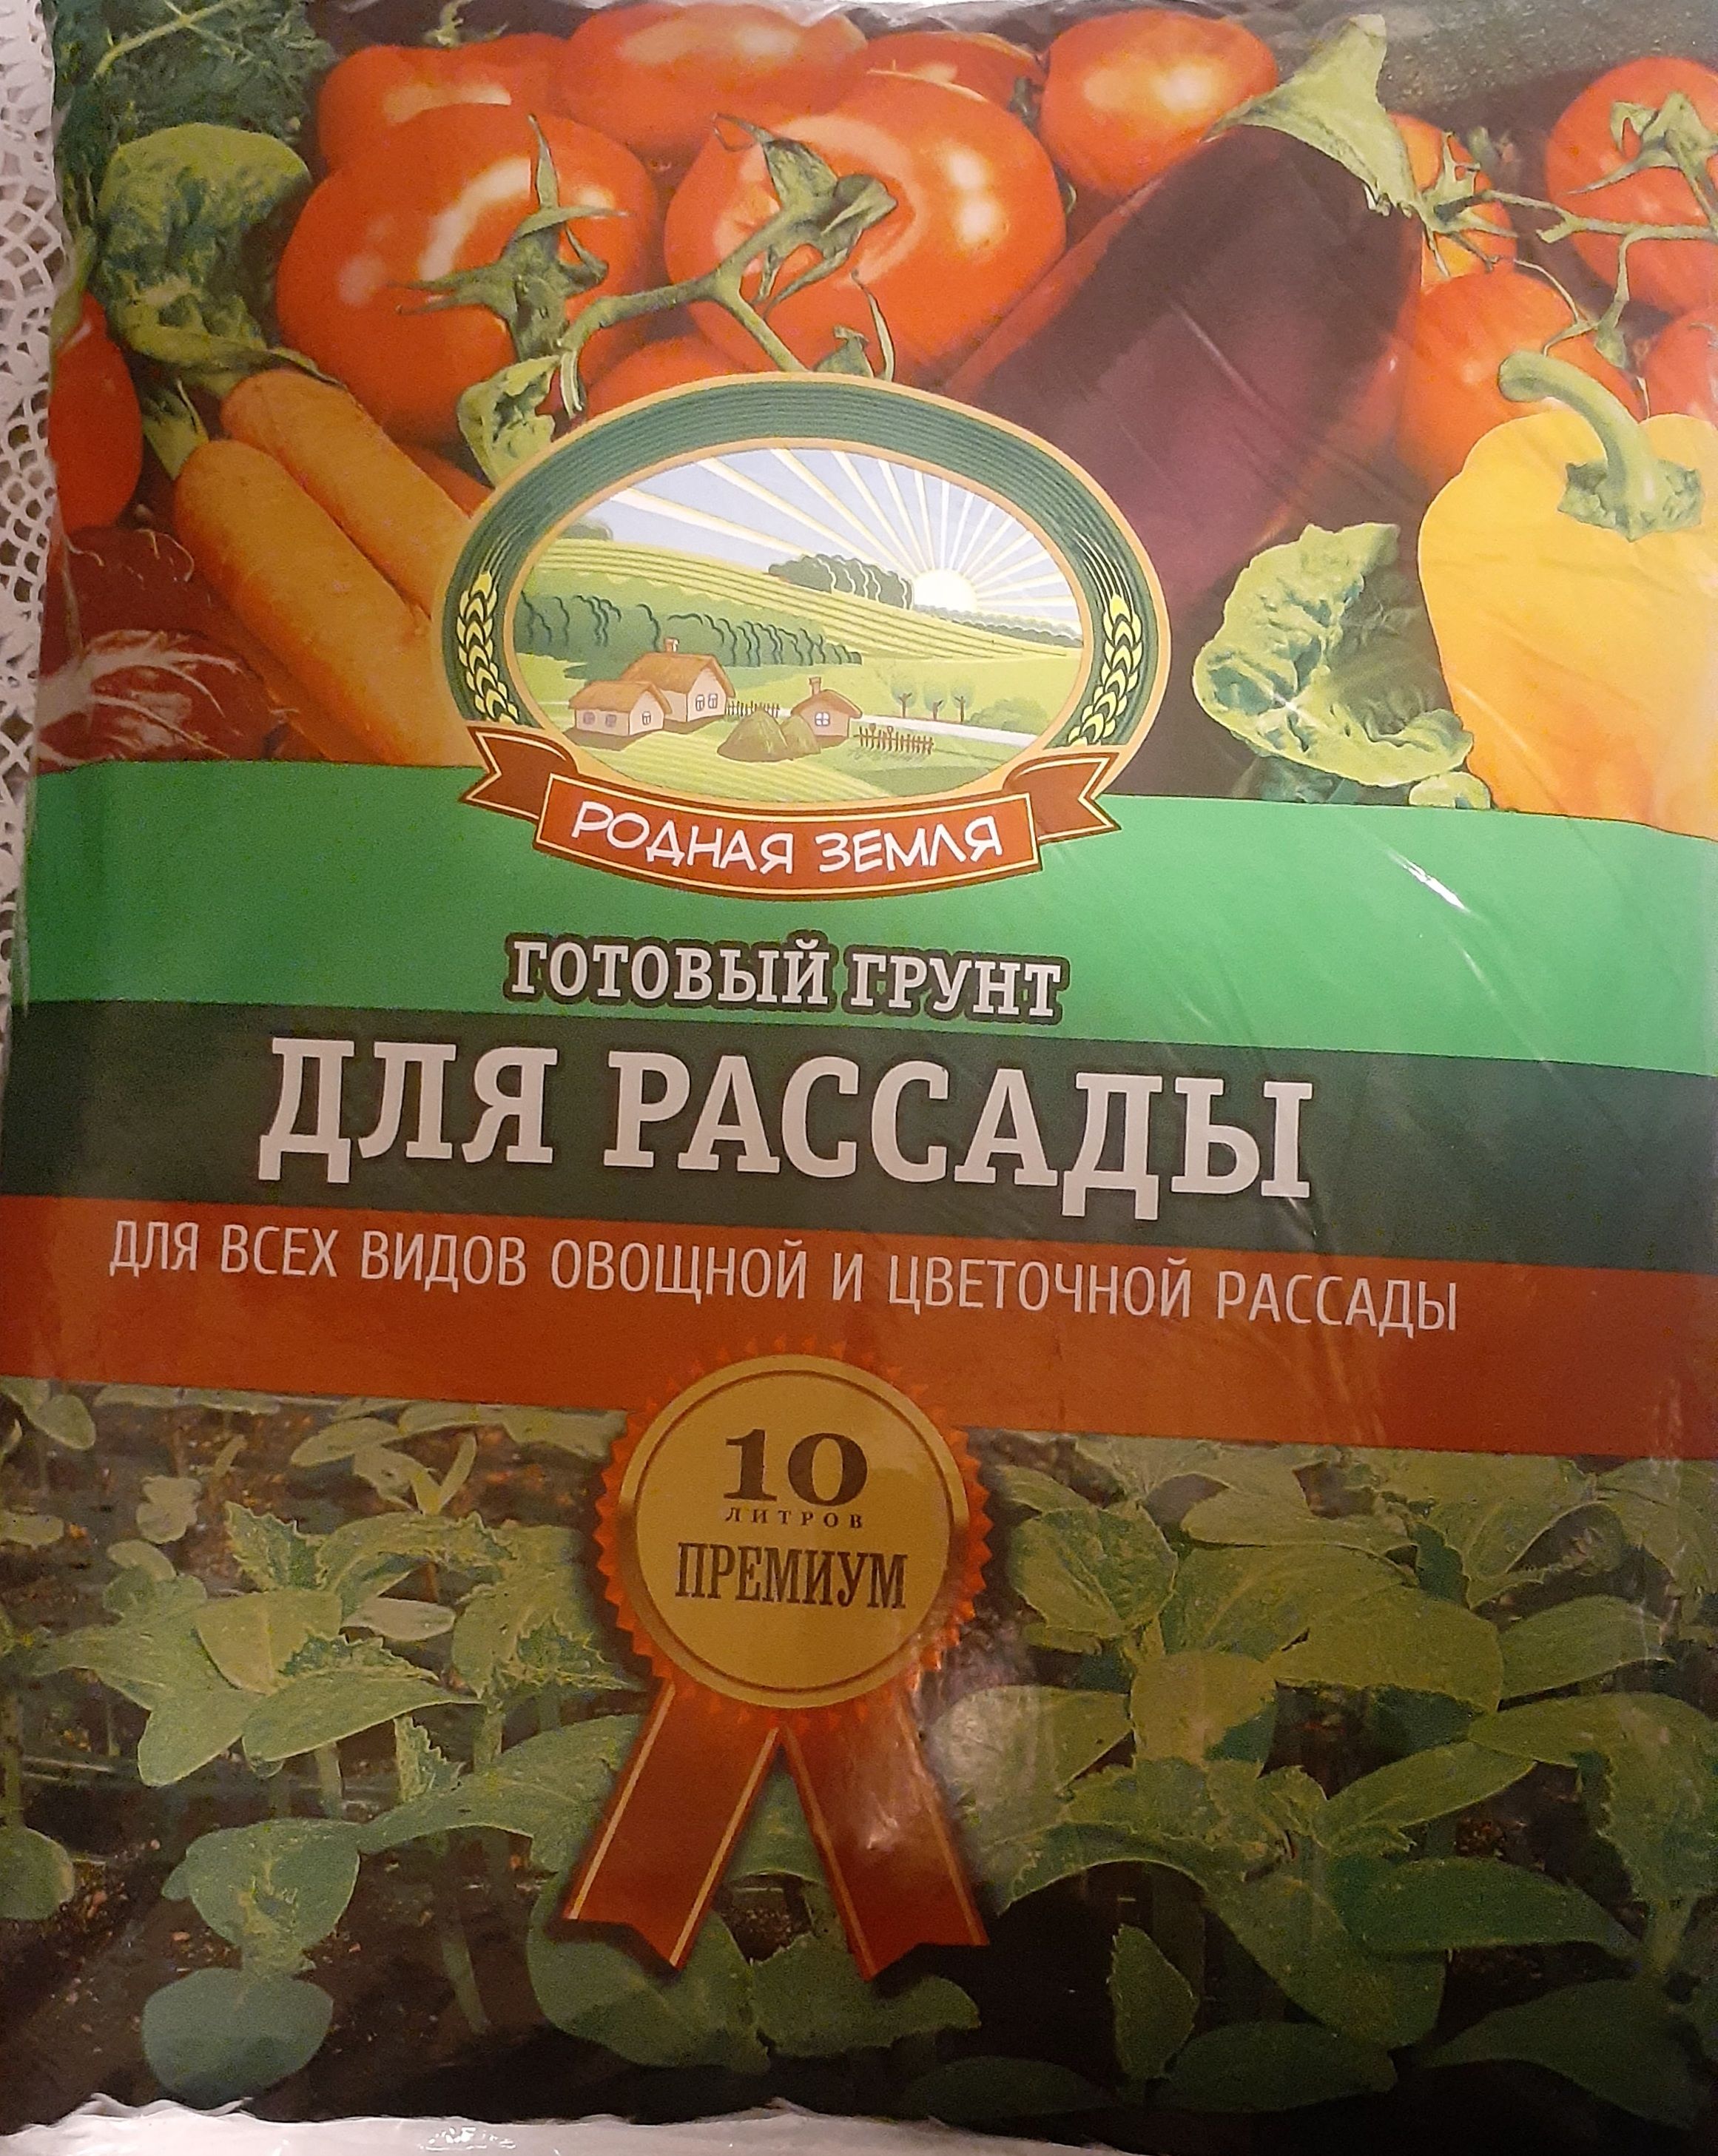 РОДНАЯ ЗЕМЛЯ
ГОТОВЫЙ ГРУНТ
ДЛЯ РАССАДЫ
ДЛЯ ВСЕХ ВИДОВ ОВОЩНОЙ И ЦВЕТОЧНОЙ РАССАДЫ
10
ЛИТРОВ
ПРЕМИУМ